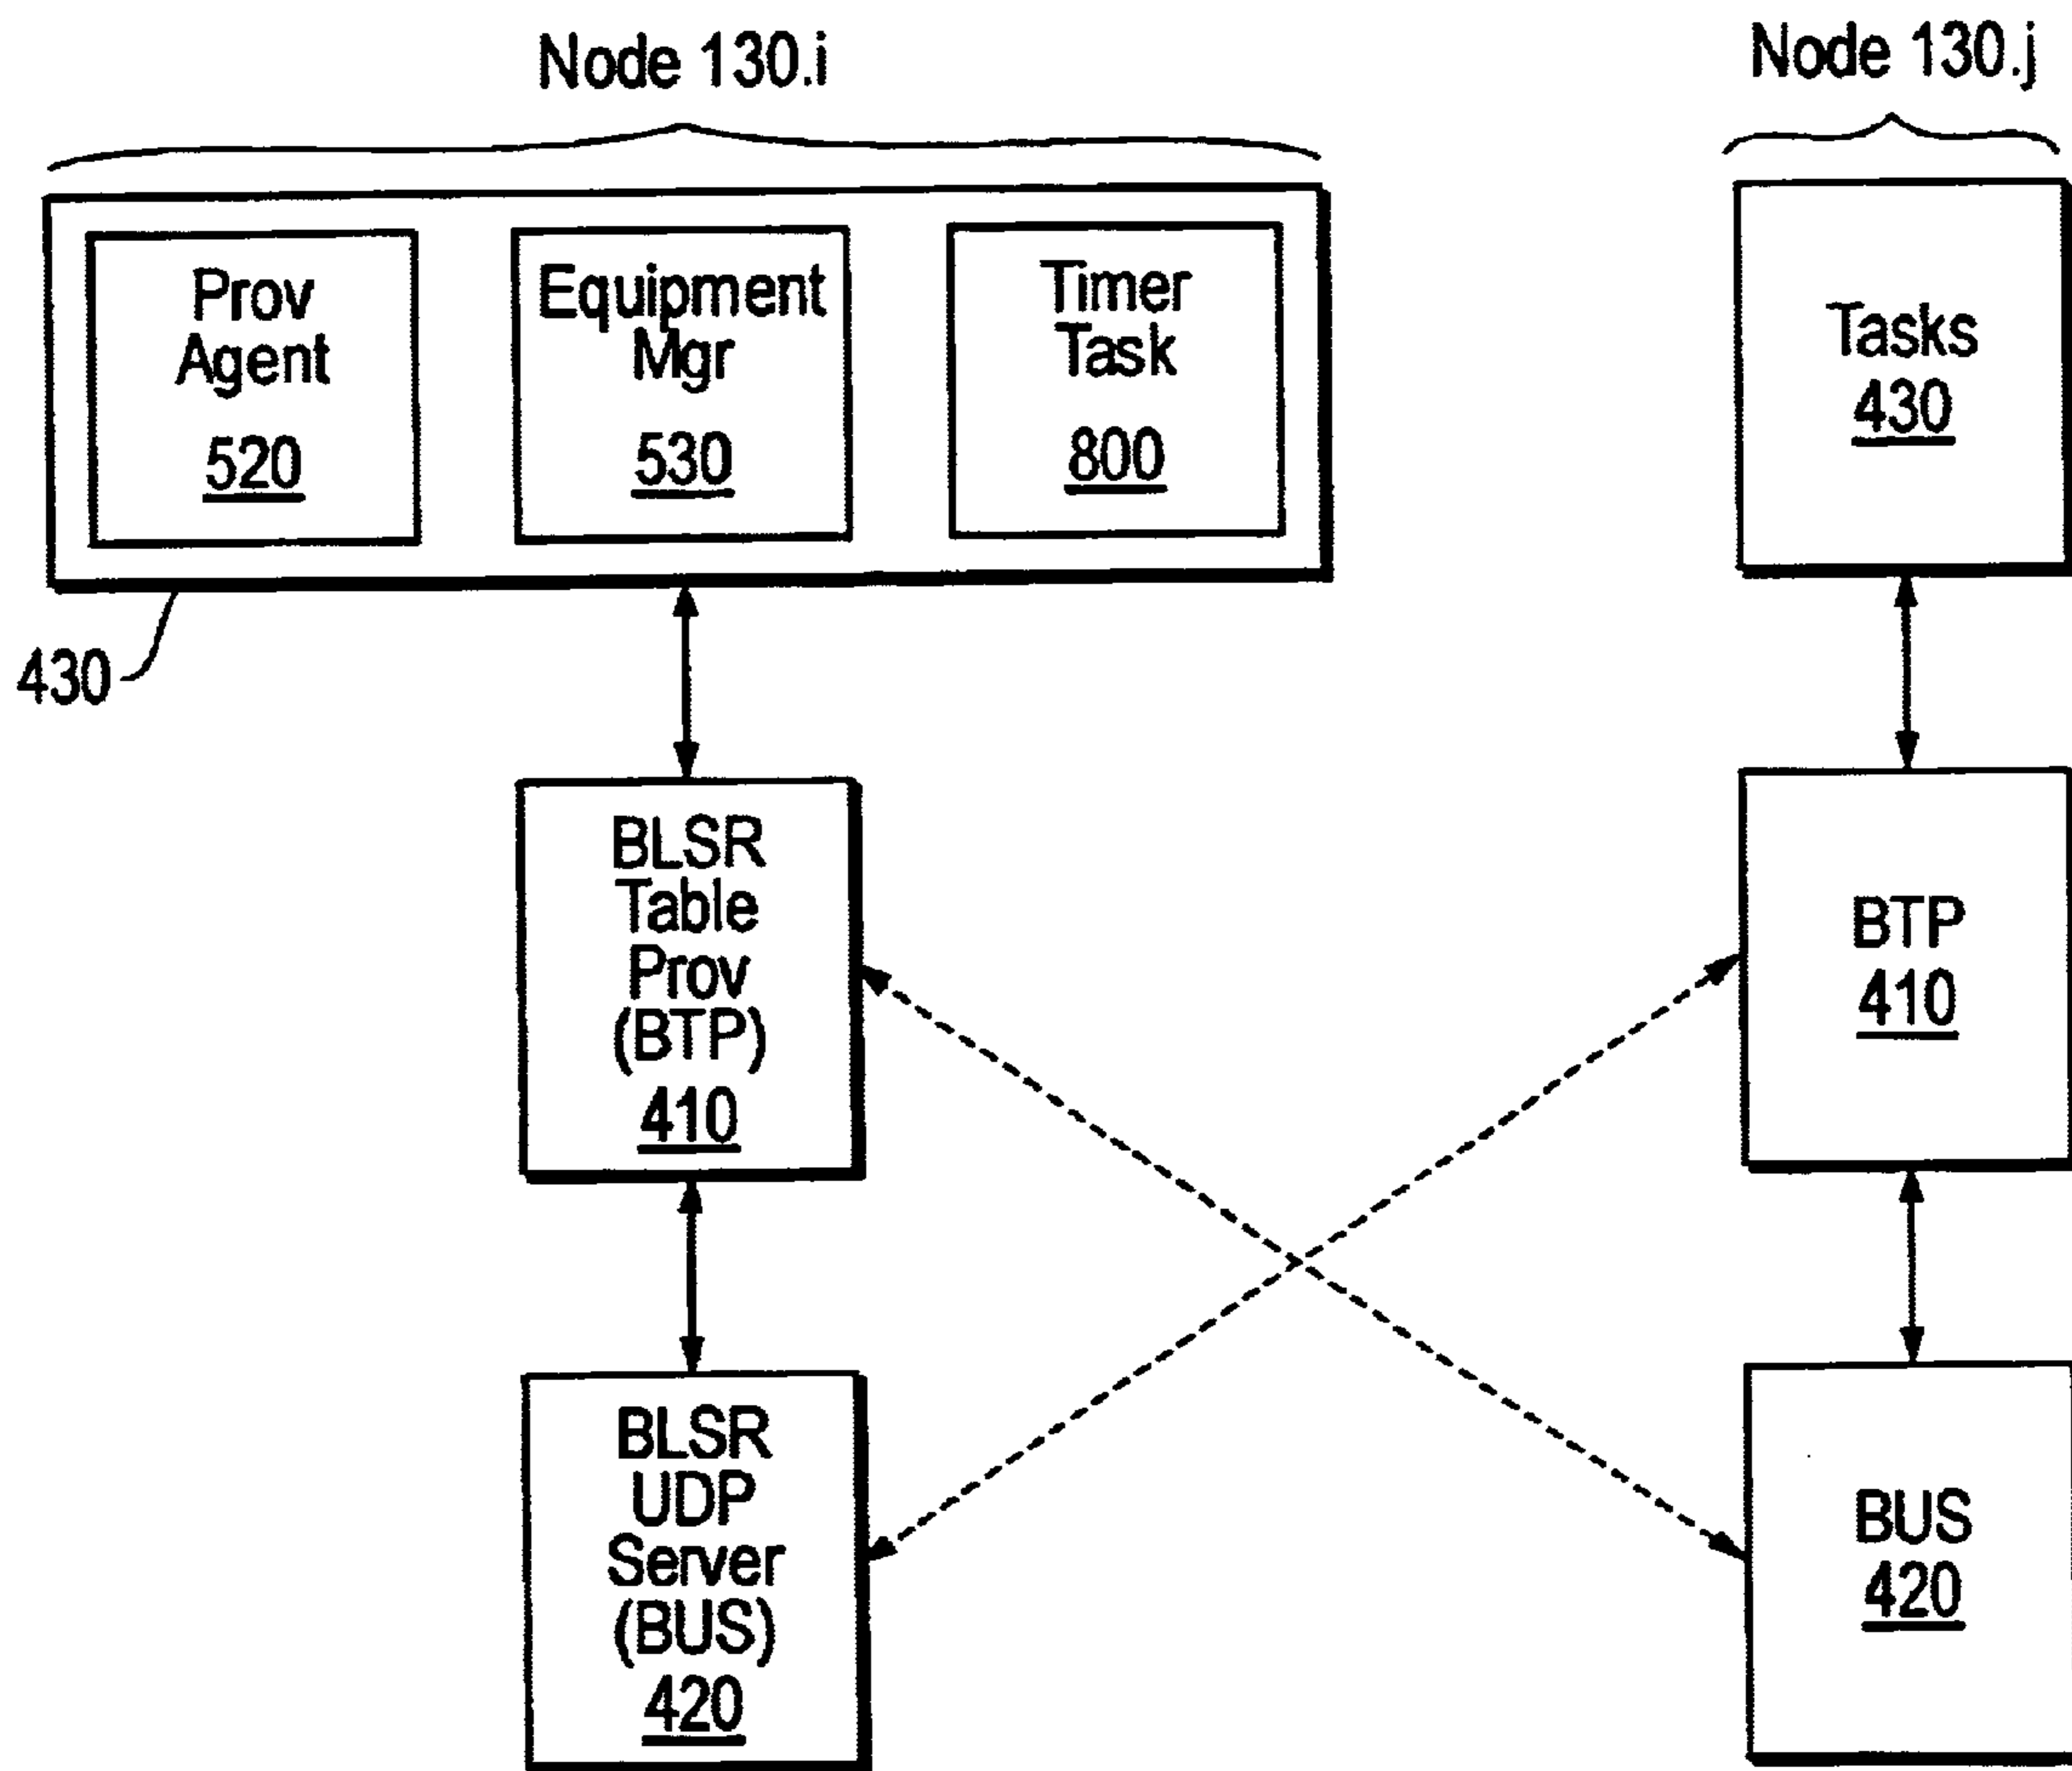 Node 130.i
Node 130.j
Prov
Agent
520
Equipment
Mgr
530
Timer
Task
800
Tasks
430
430
BLSR
Table
Prov
(BTP)
410
BTP
410
BLSR
UDP
Server
(BUS)
420
BUS
420